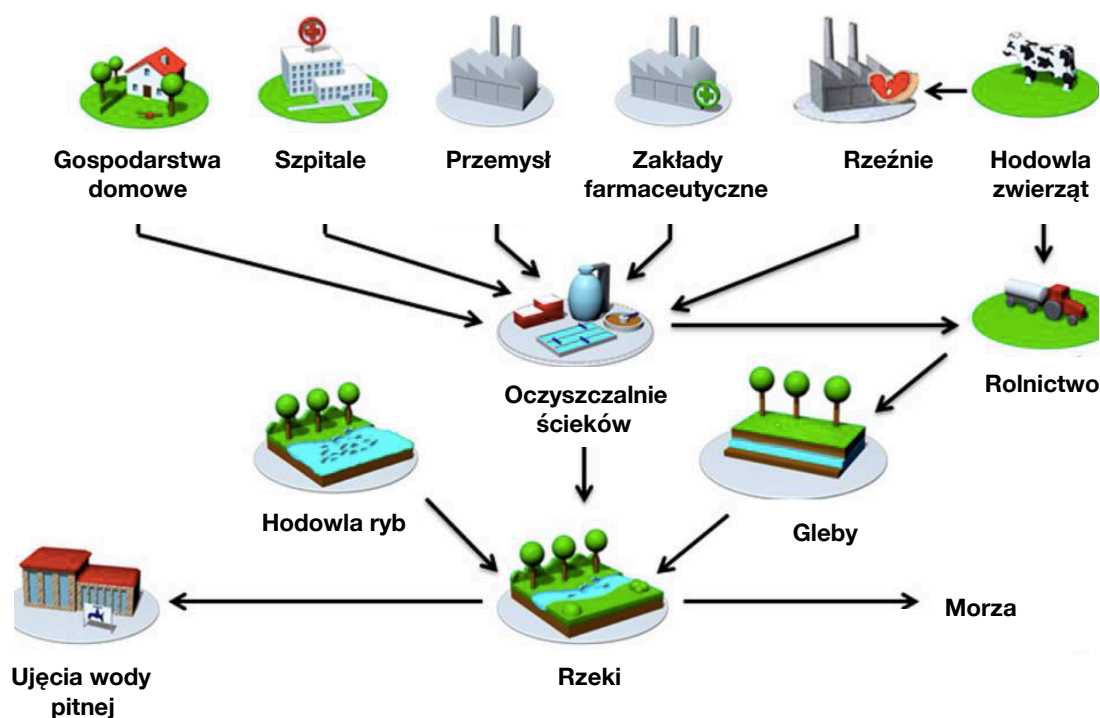 Gospodarstwa
domowe
Szpitale
Przemysł
Zakłady
farmaceutyczne
Rzeźnie
Hodowla
zwierząt
Oczyszczalnie
ścieków
Rolnictwo
Hodowla ryb
Gleby
Ujęcia wody
pitnej
Rzeki
Morza